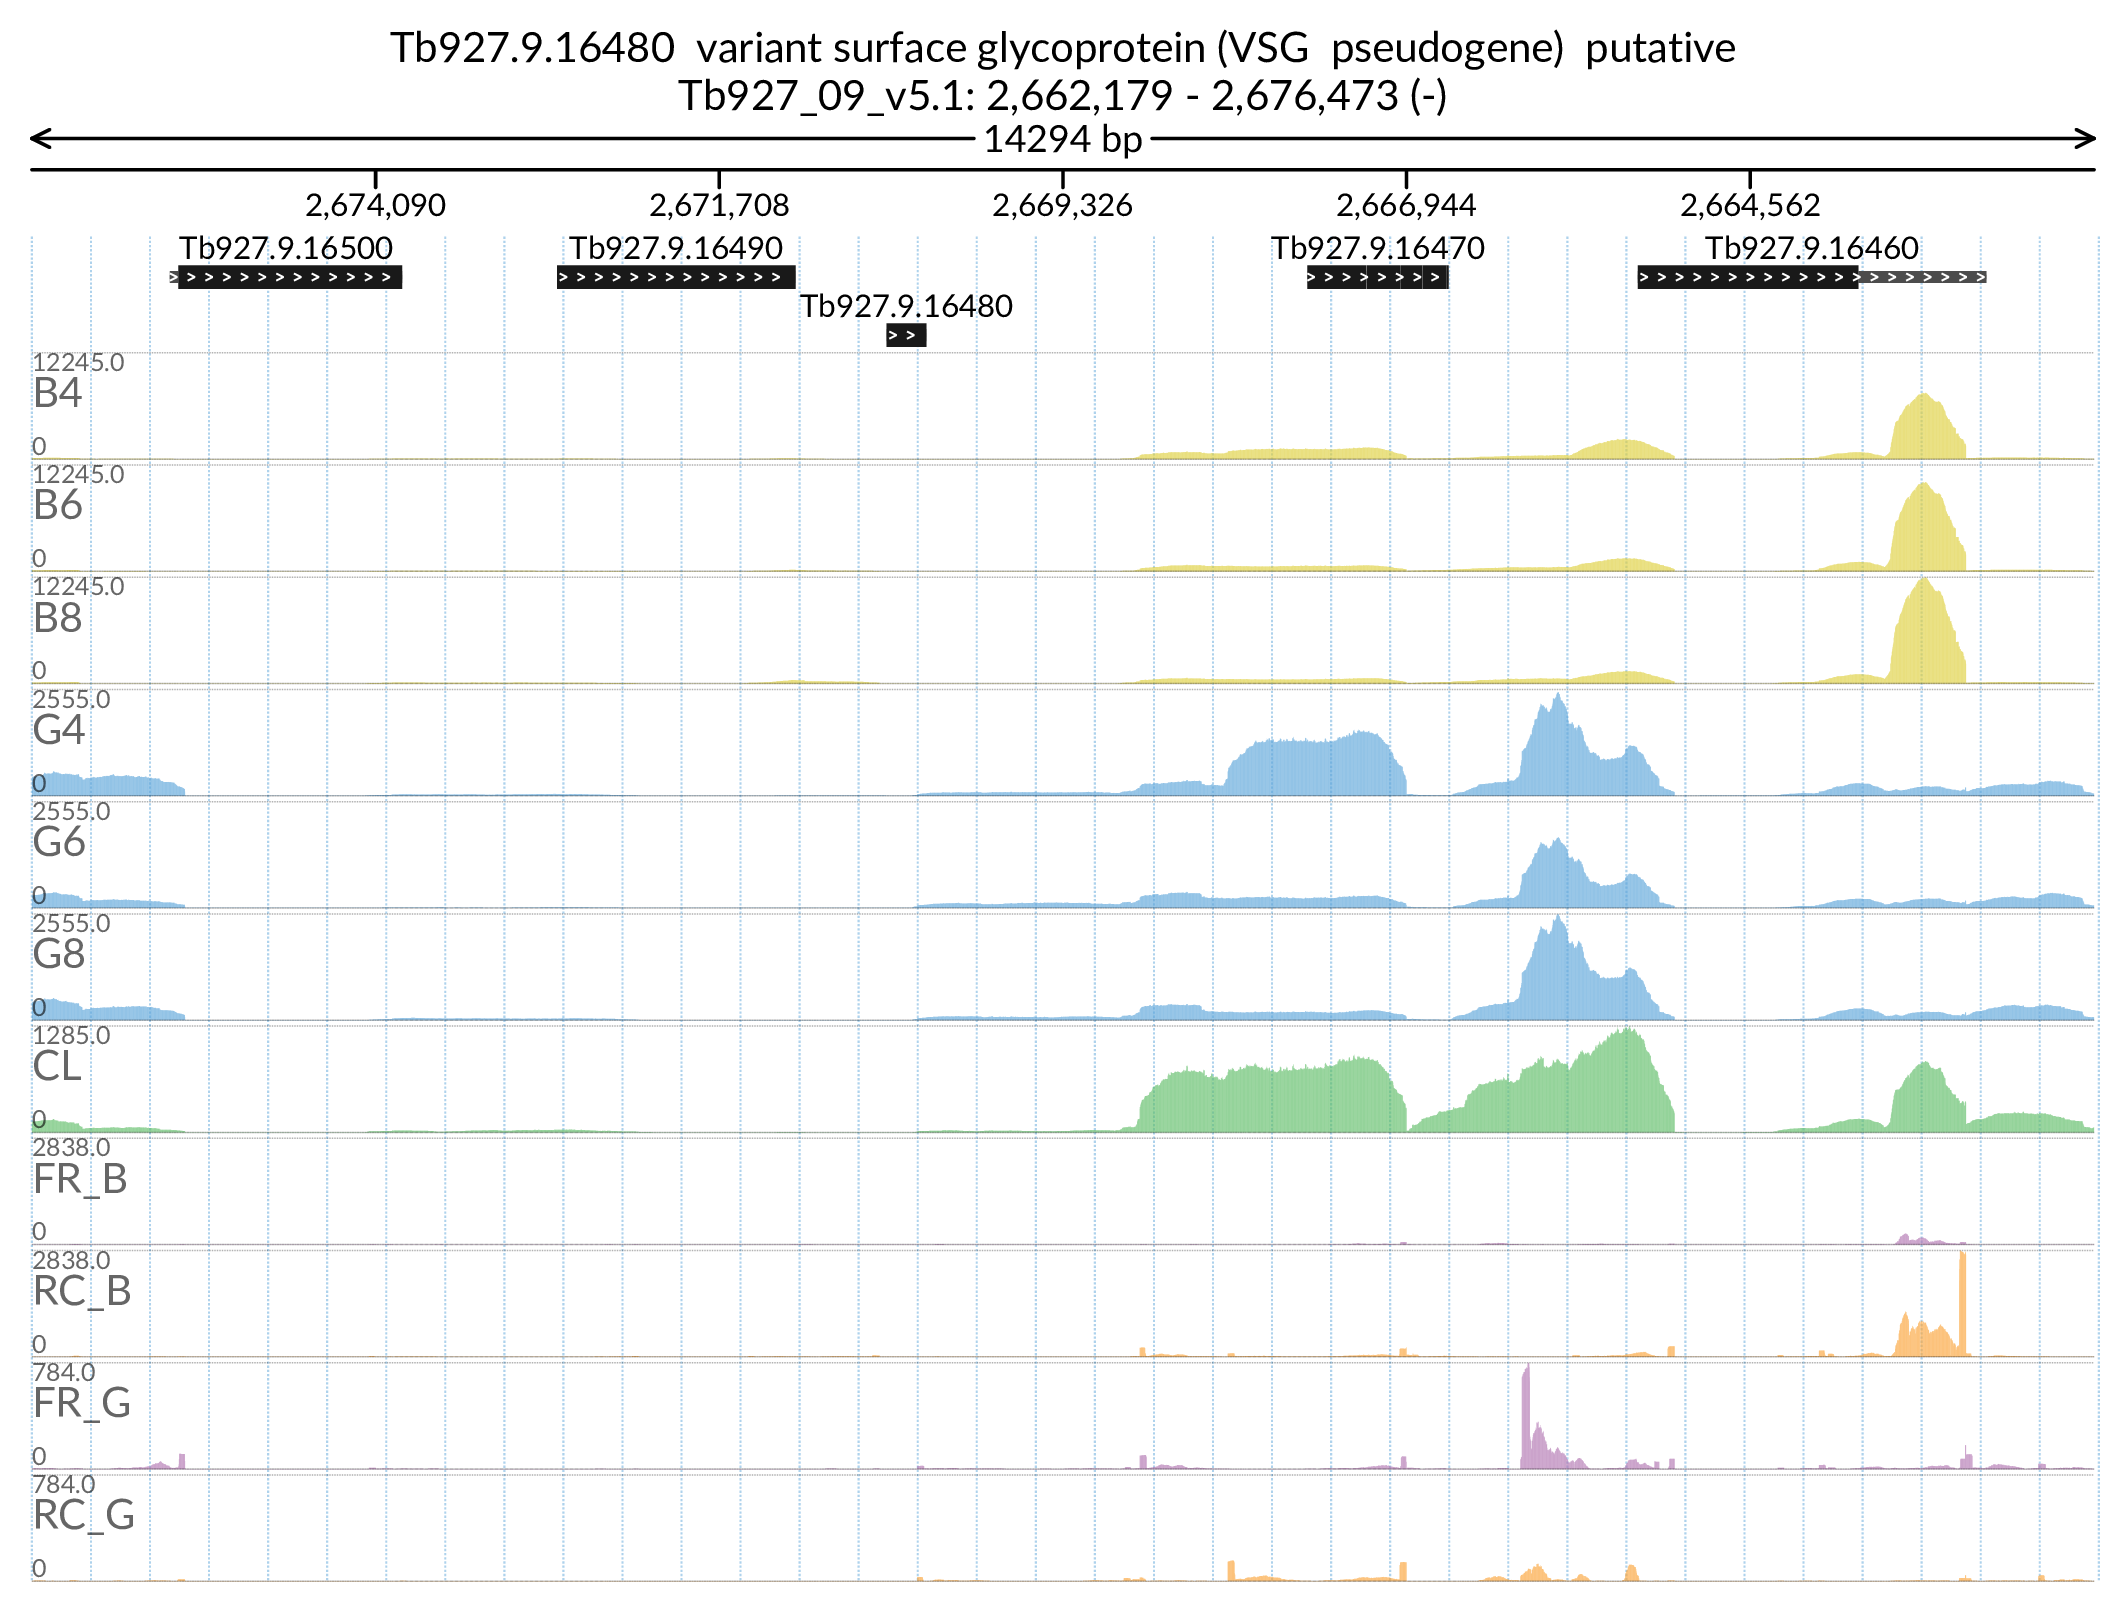 Tb927.9.16480 variant surface glycoprotein (VSG pseudogene) putative
Tb927_09_v5.1: 2,662,179 - 2,676,473 (-)
14294 bp
2,674,090 2,671,708 2,669,326 2,666,944 2,664,562
Tb927.9.16500 Tb927.9.16490 Tb927.9.16470 Tb927.9.16460
Tb927.9.16480
12245.0
B4
0
12245.0
B6
0
12245.0
B8
0
2555.0
G4
0
2555.0
G6
0
2555.0
G8
0
1285.0
CL
0
2838.0
FR_B
0
2838.0
RC_B
0
784.0
FR_G
0
784.0
RC_G
0